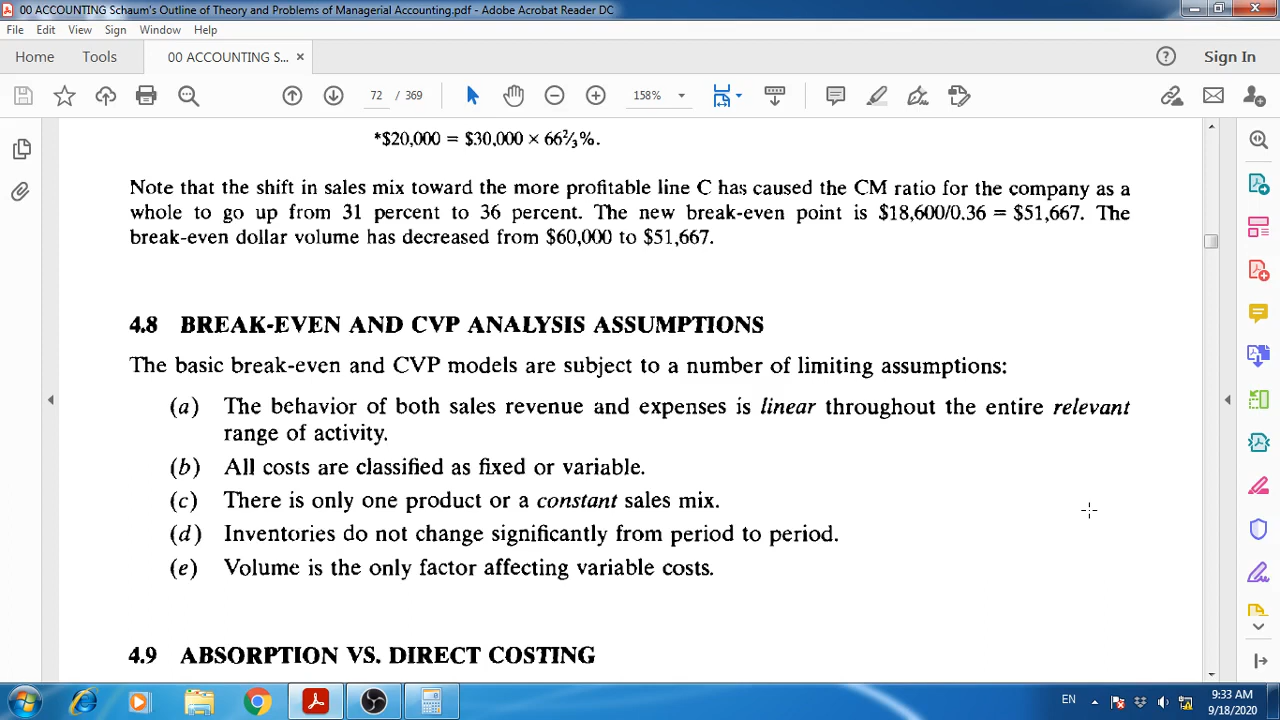 00 ACCOUNTING Schaum's Outline of Theory and Problems of Managerial Accounting.pdf - Adobe Acrobat Reader DC
File Edit View Sign Window Help
Home Tools 00 ACCOUNTING S... × Sign In
72 / 369 158%
*$20,000 = $30,000 × 66⅔%.
Note that the shift in sales mix toward the more profitable line C has caused the CM ratio for the company as a
whole to go up from 31 percent to 36 percent. The new break-even point is $18,600/0.36 = $51,667. The
break-even dollar volume has decreased from $60,000 to $51,667.
4.8 BREAK-EVEN AND CVP ANALYSIS ASSUMPTIONS
The basic break-even and CVP models are subject to a number of limiting assumptions:
(a) The behavior of both sales revenue and expenses is linear throughout the entire relevant
range of activity.
(b) All costs are classified as fixed or variable.
(c) There is only one product or a constant sales mix.
(d) Inventories do not change significantly from period to period.
(e) Volume is the only factor affecting variable costs.
4.9 ABSORPTION VS. DIRECT COSTING
EN 9:33 AM
9/18/2020